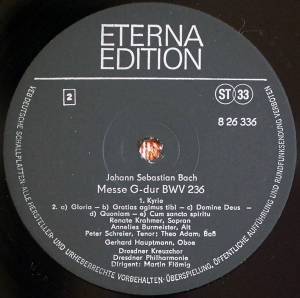 ETERNA
EDITION
2
ST 33
8 26 336
Johann Sebastian Bach
Messe G-dur BWV 236
1. Kyrie
2. a) Gloria – b) Gratias agimus tibi – c) Domine Deus –
d) Quoniam – e) Cum sancto spiritu
Renate Krahmer, Sopran
Annelies Burmeister, Alt
Peter Schreier, Tenor; Theo Adam; Baß
Gerhard Hauptmann, Oboe
Dresdner Kreuzchor
Dresdner Philharmonie
Dirigent: Martin Flämig
VEB DEUTSCHE SCHALLPLATTEN · ALLE HERSTELLER- UND URHEBERRECHTE VORBEHALTEN · ÜBERSPIELUNG, ÖFFENTLICHE AUFFÜHRUNG UND RUNDFUNKSENDUNG VERBOTEN